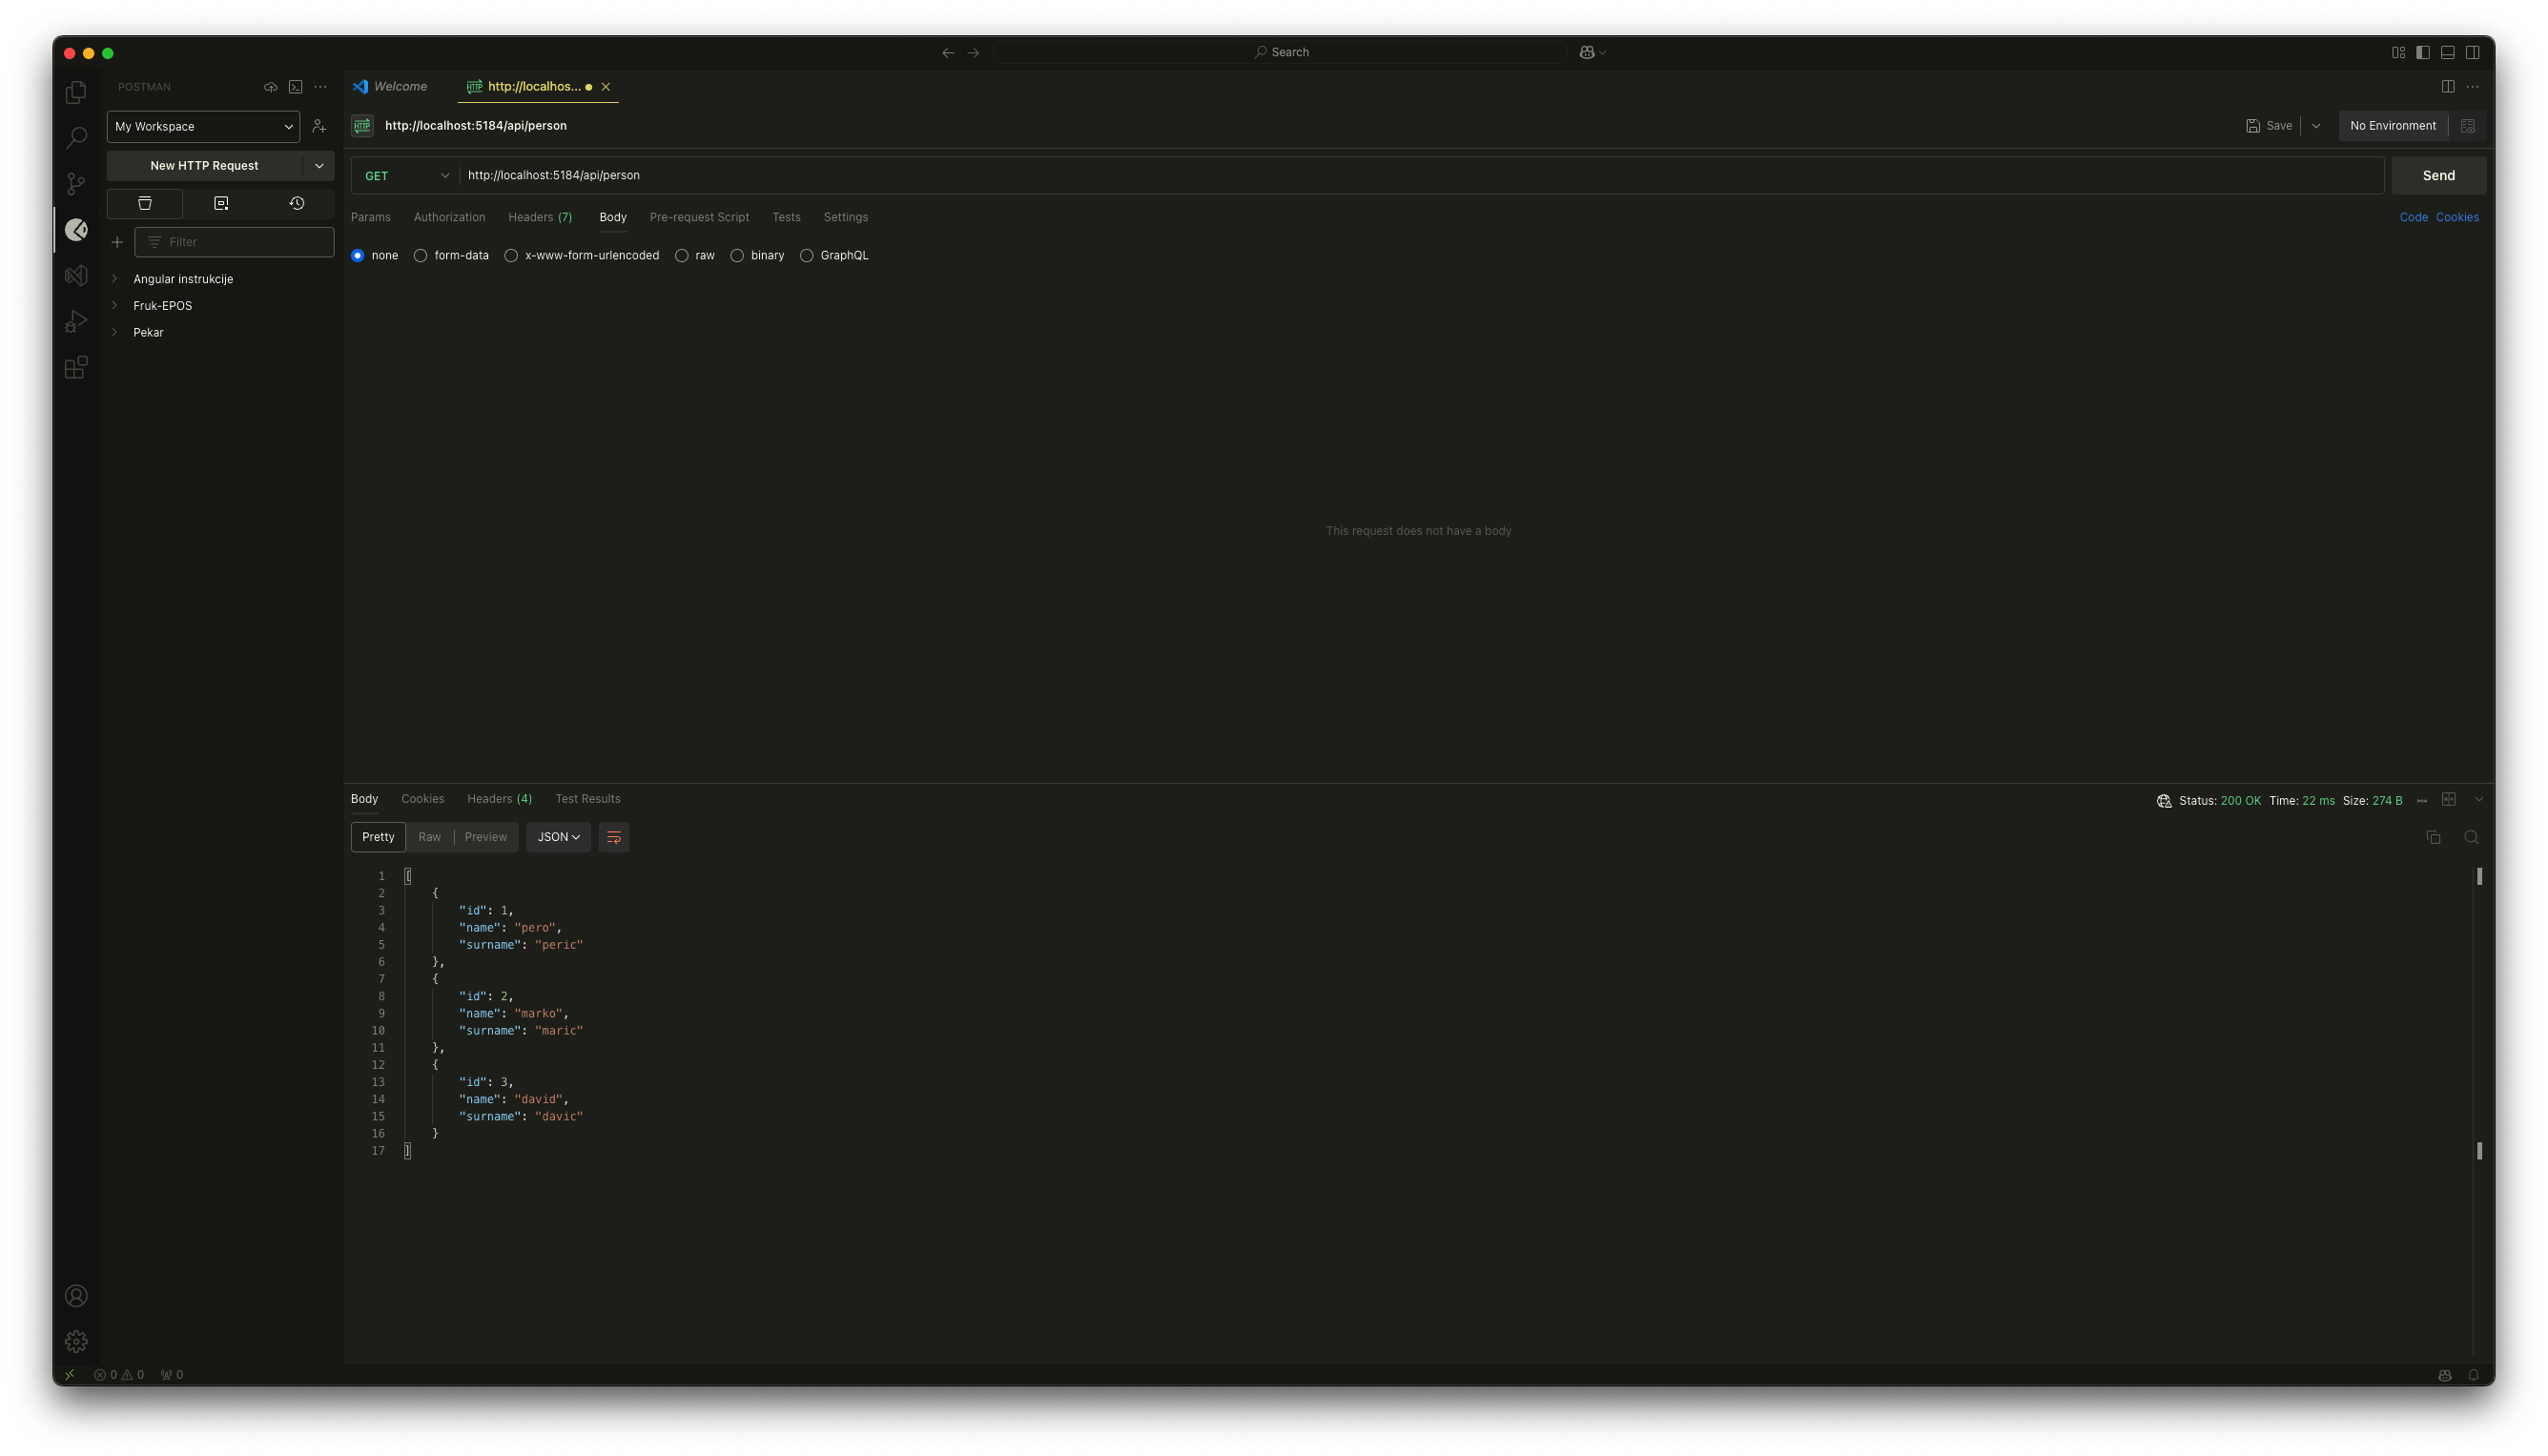 Search
POSTMAN
My Workspace
New HTTP Request
Filter
Angular instrukcije
Fruk-EPOS
Pekar
Welcome
HTTP http://localhos...
HTTP http://localhost:5184/api/person
Save
No Environment
GET http://localhost:5184/api/person
Send
Params Authorization Headers (7) Body Pre-request Script Tests Settings
Code Cookies
none form-data x-www-form-urlencoded raw binary GraphQL
This request does not have a body
Body Cookies Headers (4) Test Results
Status: 200 OK Time: 22 ms Size: 274 B
Pretty Raw Preview JSON
1 [
2 {
3 "id": 1,
4 "name": "pero",
5 "surname": "peric"
6 },
7 {
8 "id": 2,
9 "name": "marko",
10 "surname": "maric"
11 },
12 {
13 "id": 3,
14 "name": "david",
15 "surname": "davic"
16 }
17 ]
0 0 0